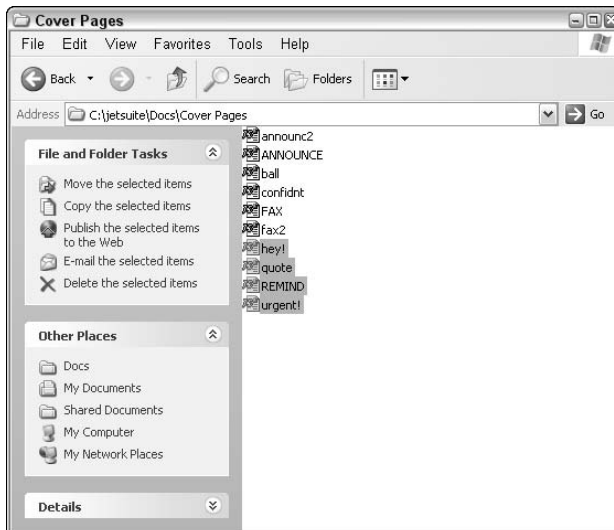 Cover Pages
File Edit View Favorites Tools Help
Back Search Folders
Address C:\jetsuite\Docs\Cover Pages Go
File and Folder Tasks
Move the selected items
Copy the selected items
Publish the selected items
to the Web
E-mail the selected items
Delete the selected items
Other Places
Docs
My Documents
Shared Documents
My Computer
My Network Places
Details
announc2
ANNOUNCE
ball
confidnt
FAX
fax2
hey!
quote
REMIND
urgent!